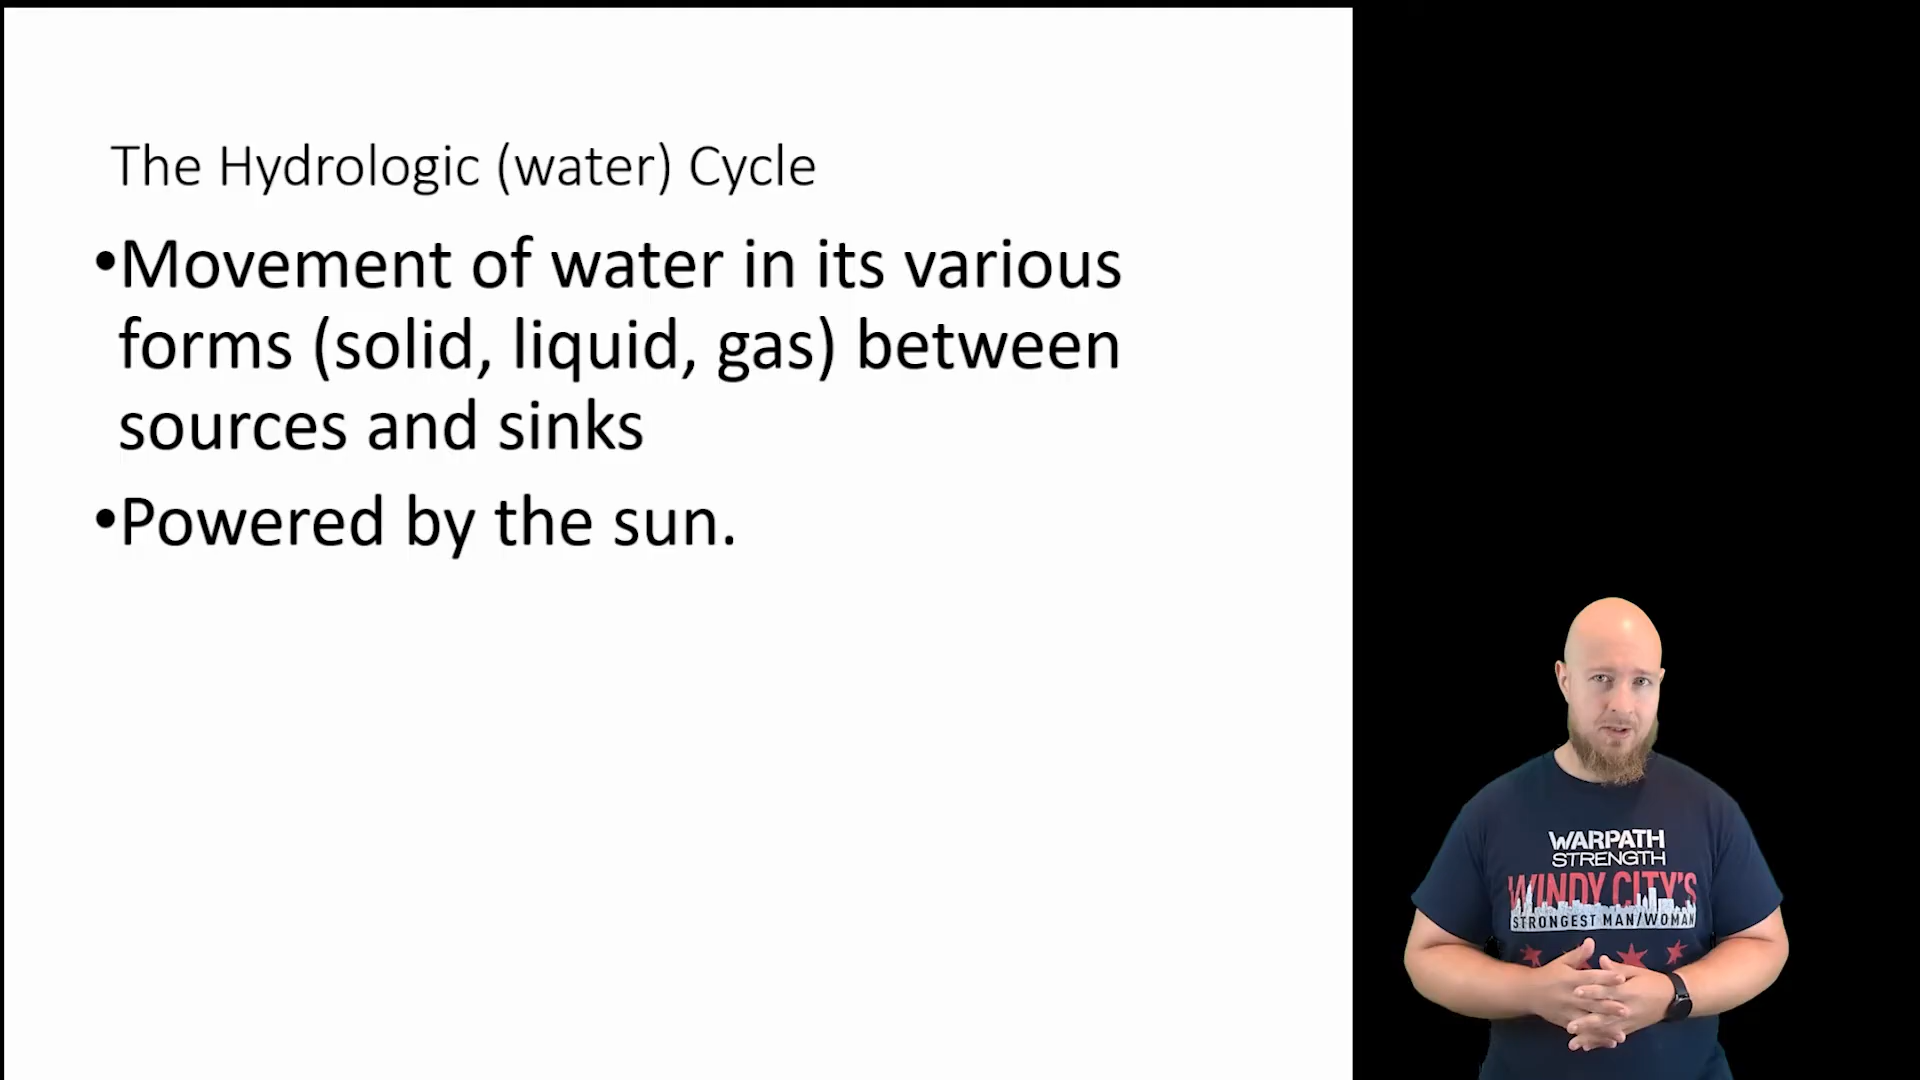 The Hydrologic (water) Cycle
•Movement of water in its various
forms (solid, liquid, gas) between
sources and sinks
•Powered by the sun.
WARPATH
STRENGTH
WINDY CITY'S
STRONGEST MAN/WOMAN